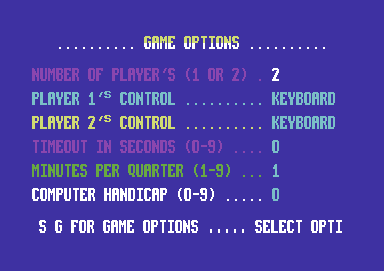 .......... GAME OPTIONS ..........
NUMBER OF PLAYER'S (1 OR 2) . 2
PLAYER 1'S CONTROL .......... KEYBOARD
PLAYER 2'S CONTROL .......... KEYBOARD
TIMEOUT IN SECONDS (0-9) .... 0
MINUTES PER QUARTER (1-9) ... 1
COMPUTER HANDICAP (0-9) ..... 0
S G FOR GAME OPTIONS ..... SELECT OPTI